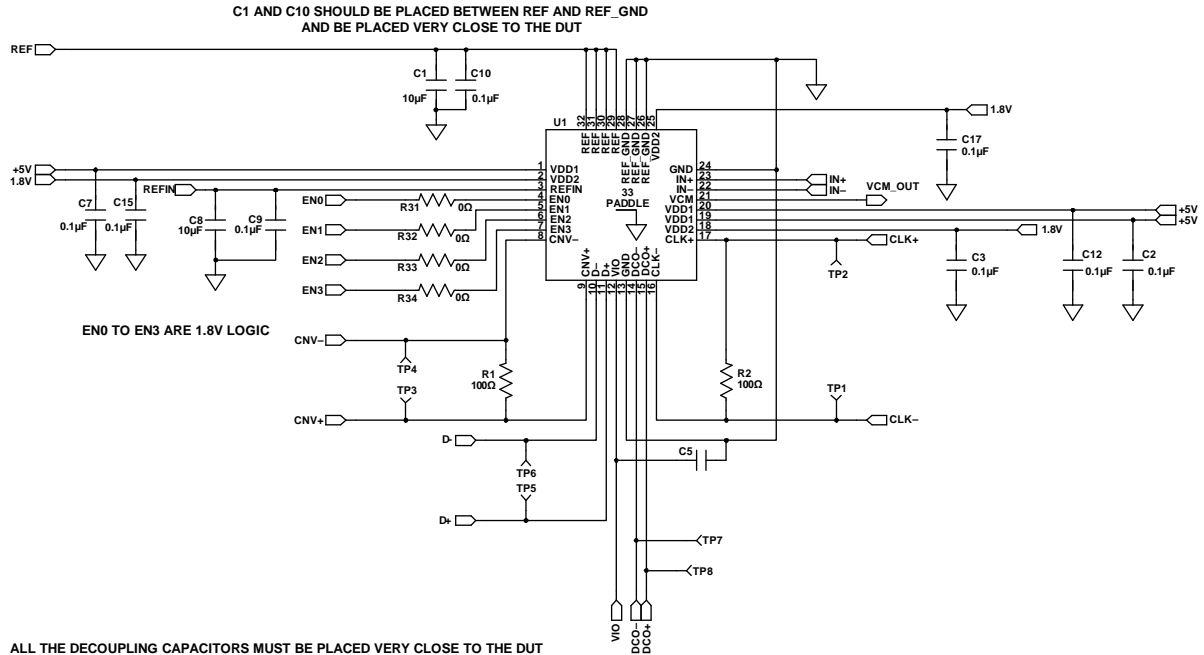 C1 AND C10 SHOULD BE PLACED BETWEEN REF AND REF_GND
AND BE PLACED VERY CLOSE TO THE DUT
REF
C1
10µF
C10
0.1µF
1.8V
C17
0.1µF
U1
32
31
30
29
28
27
26
25
REF
REF
REF
REF
REF_GND
REF_GND
REF_GND
VDD2
+5V
1.8V
REFIN
C7
0.1µF
C15
0.1µF
C8
10µF
C9
0.1µF
EN0
R31
0Ω
EN1
R32
0Ω
EN2
R33
0Ω
EN3
R34
0Ω
1
2
3
4
5
6
7
8
VDD1
VDD2
REFIN
EN0
EN1
EN2
EN3
CNV–
33
PADDLE
GND
IN+
IN–
VCM
VDD1
VDD1
VDD2
CLK+
24
23
22
21
20
19
18
17
IN+
IN–
VCM_OUT
+5V
+5V
1.8V
CLK+
TP2
C3
0.1µF
C12
0.1µF
C2
0.1µF
CNV+
D–
D+
VIO
GND
DCO–
DCO+
CLK–
9
10
11
12
13
14
15
16
EN0 TO EN3 ARE 1.8V LOGIC
CNV–
TP4
TP3
R1
100Ω
CNV+
R2
100Ω
TP1
CLK–
D-
TP6
TP5
D+
C5
TP7
TP8
VIO
DCO–
DCO+
ALL THE DECOUPLING CAPACITORS MUST BE PLACED VERY CLOSE TO THE DUT